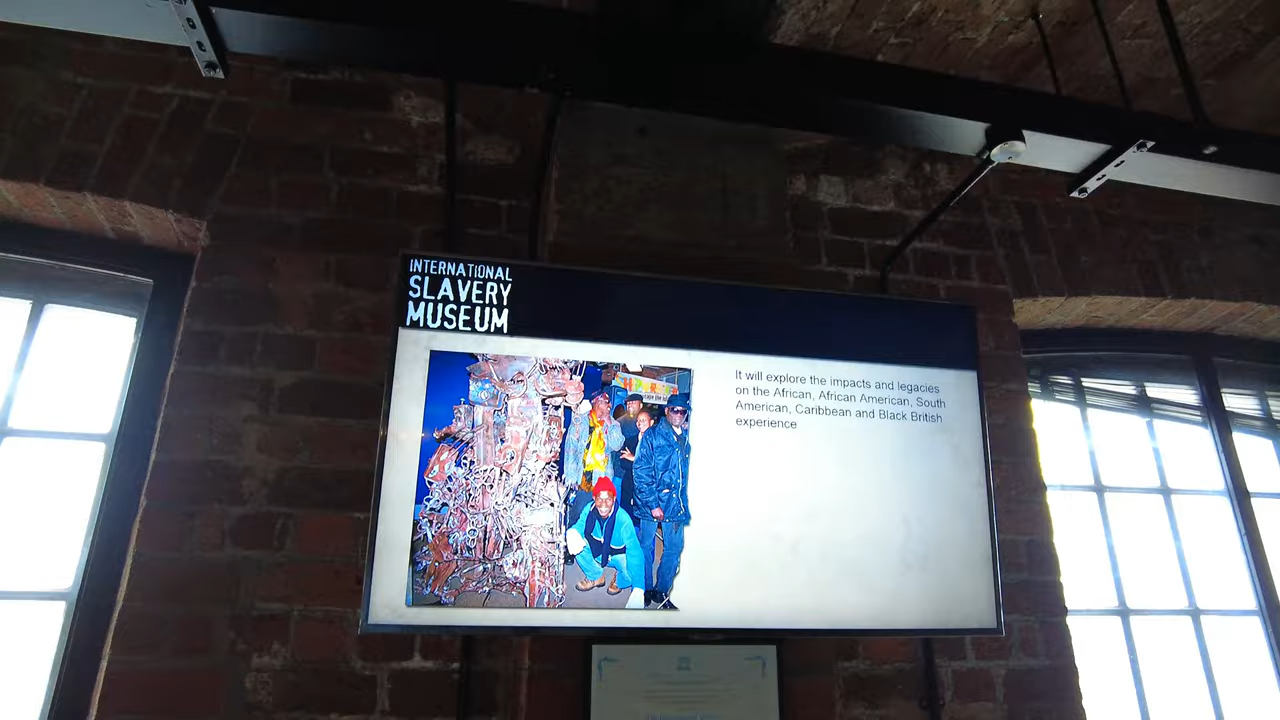 INTERNATIONAL
SLAVERY
MUSEUM
It will explore the impacts and legacies
on the African, African American, South
American, Caribbean and Black British
experience